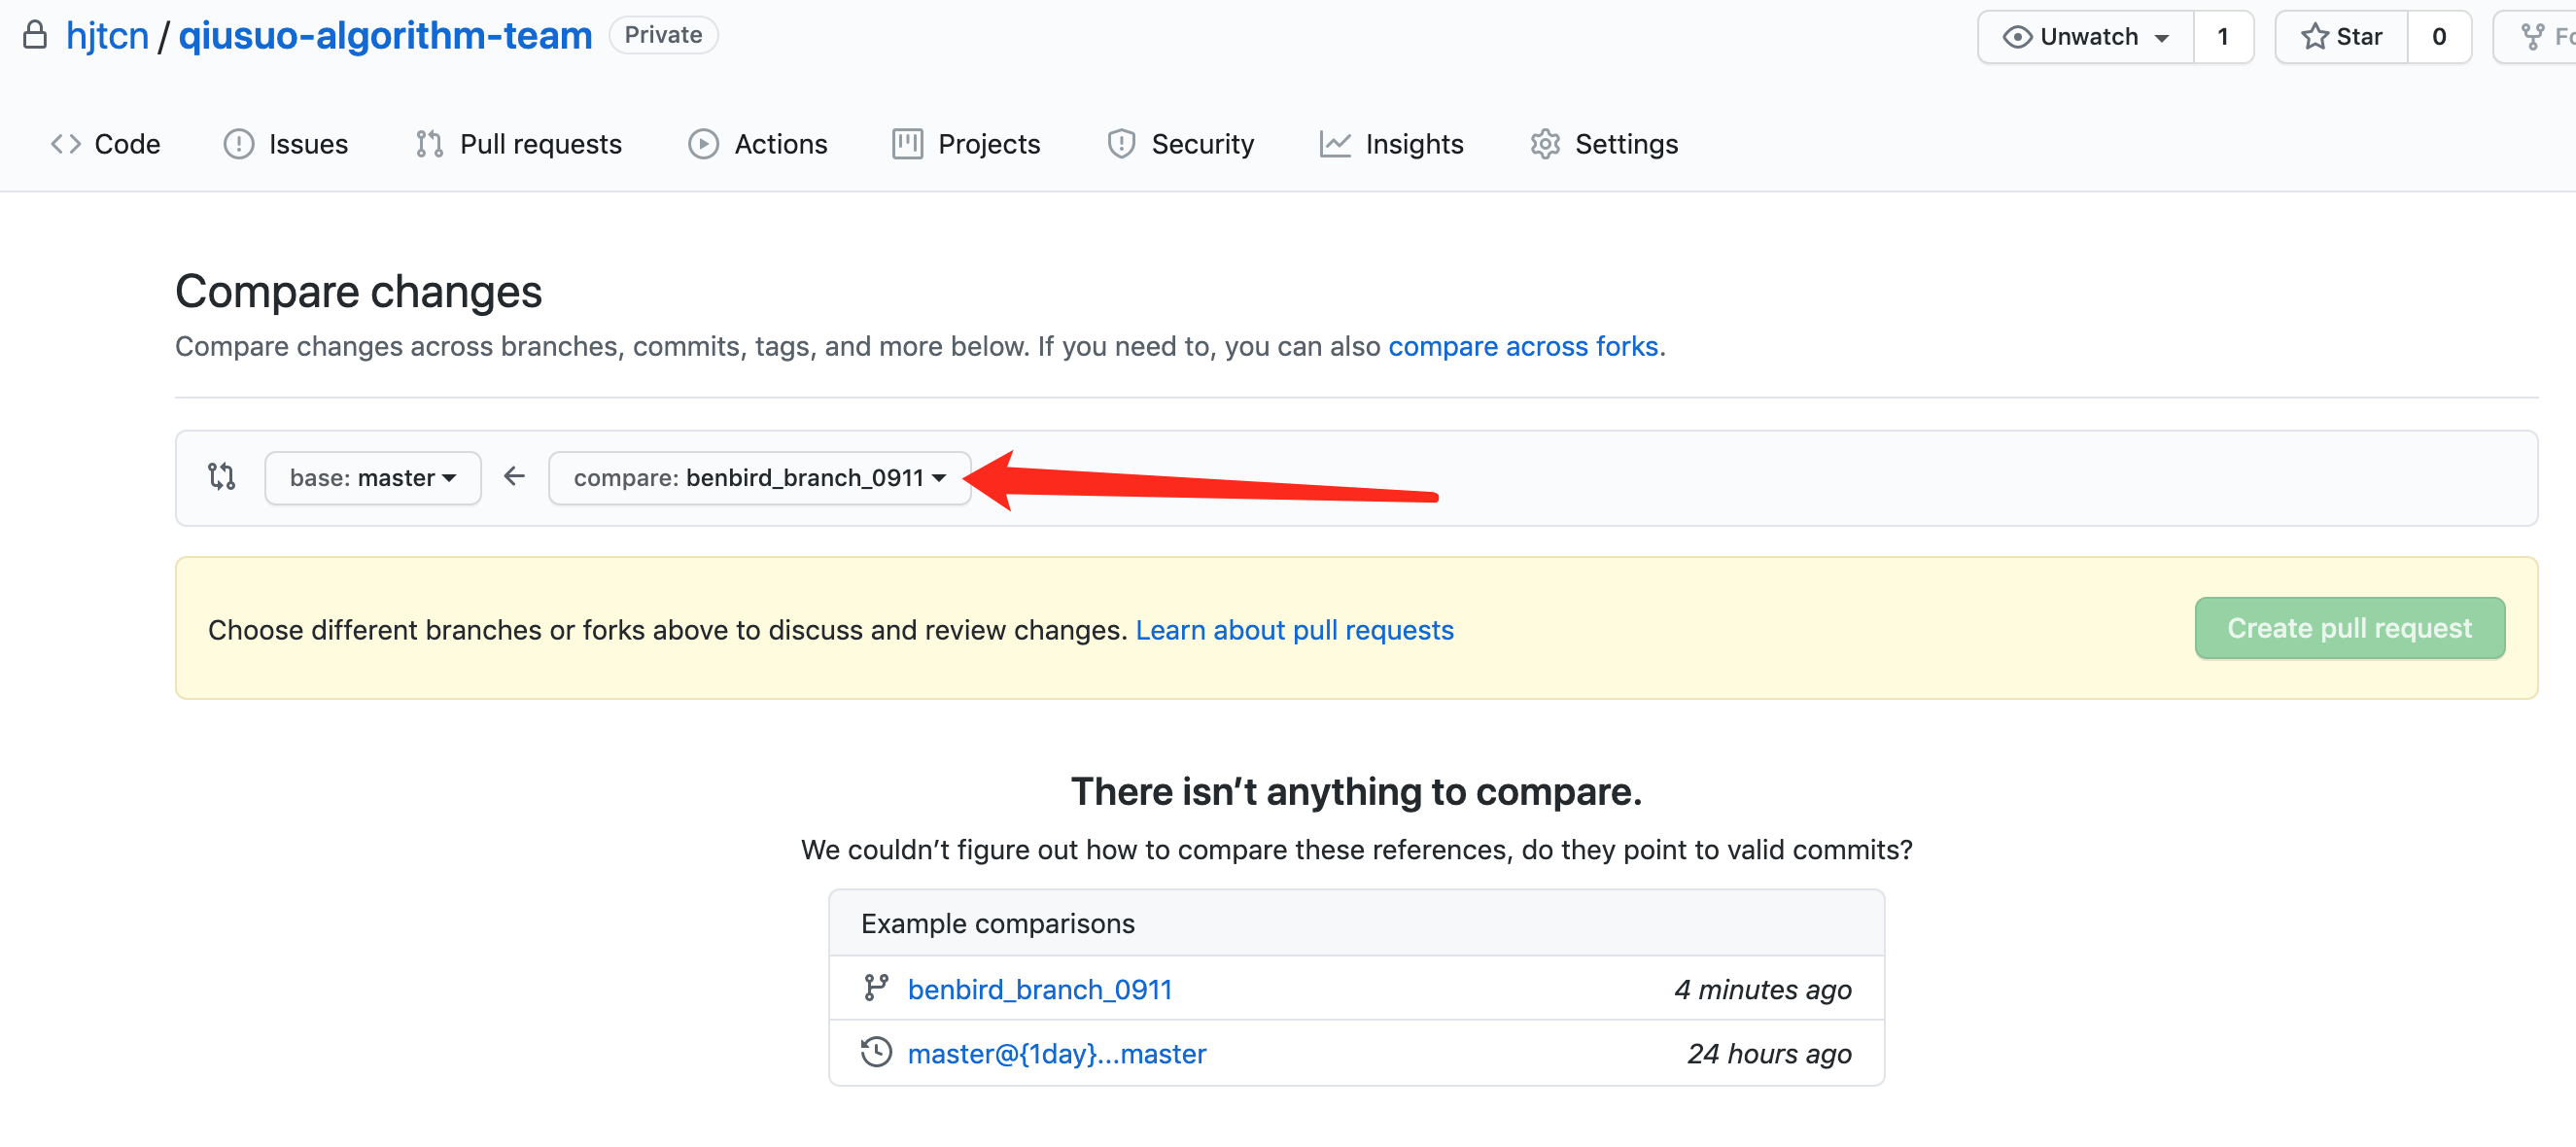 hjtcn / qiusuo-algorithm-team Private Unwatch 1 Star 0 Fo
Code Issues Pull requests Actions Projects Security Insights Settings
Compare changes
Compare changes across branches, commits, tags, and more below. If you need to, you can also compare across forks.
base: master compare: benbird_branch_0911
Choose different branches or forks above to discuss and review changes. Learn about pull requests Create pull request
There isn’t anything to compare.
We couldn’t figure out how to compare these references, do they point to valid commits?
Example comparisons
benbird_branch_0911 4 minutes ago
master@{1day}...master 24 hours ago